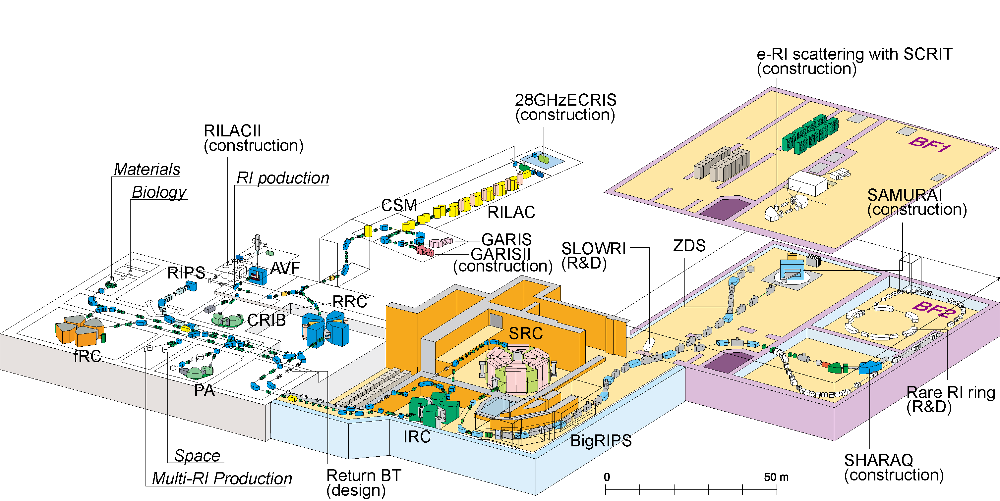 e-RI scattering with SCRIT
(construction)
28GHzECRIS
(construction)
RILACII
(construction)
BF1
Materials
RI poduction
Biology
CSM
RILAC
SAMURAI
(construction)
GARIS
GARISII
(construction)
SLOWRI
(R&D)
ZDS
RIPS
AVF
RRC
BF2
CRIB
SRC
fRC
PA
Rare RI ring
(R&D)
IRC
BigRIPS
Space
Multi-RI Production
Return BT
(design)
SHARAQ
(construction)
0
50 m